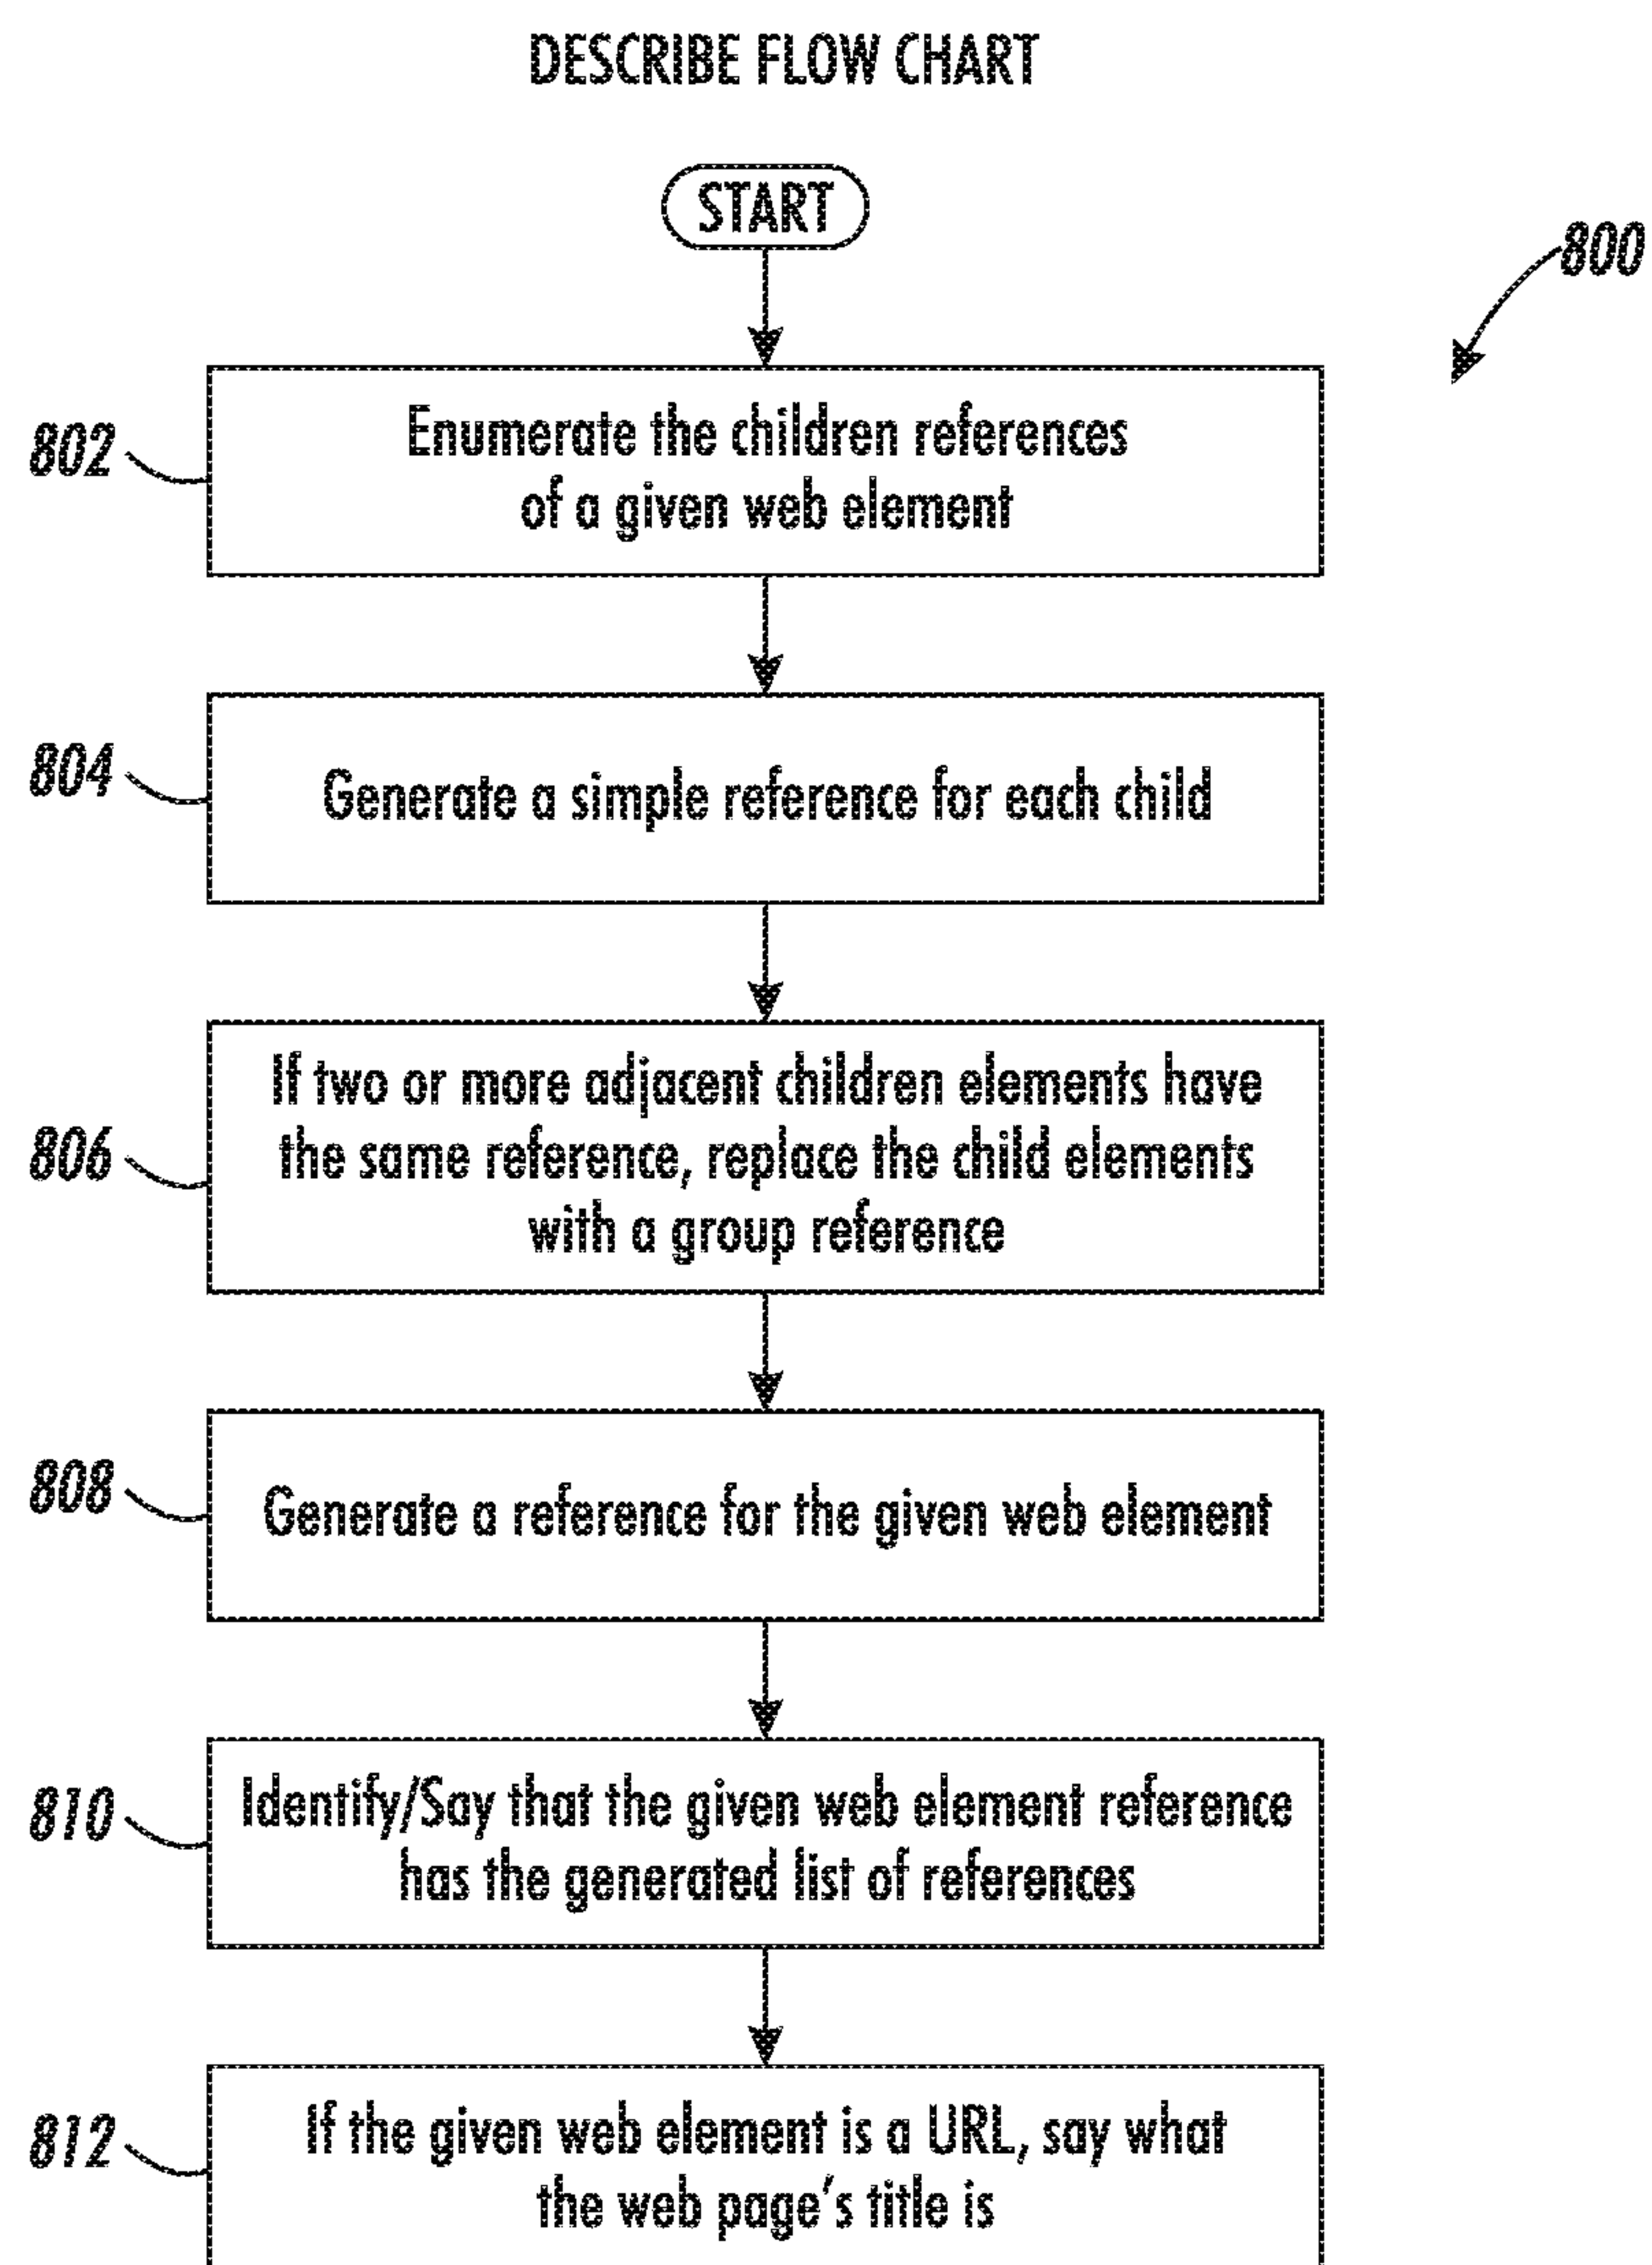 DESCRIBE FLOW CHART
START
800
802
Enumerate the children references
of a given web element
804
Generate a simple reference for each child
806
If two or more adjacent children elements have
the same reference, replace the child elements
with a group reference
808
Generate a reference for the given web element
810
Identify/Say that the given web element reference
has the generated list of references
812
If the given web element is a URL, say what
the web page's title is